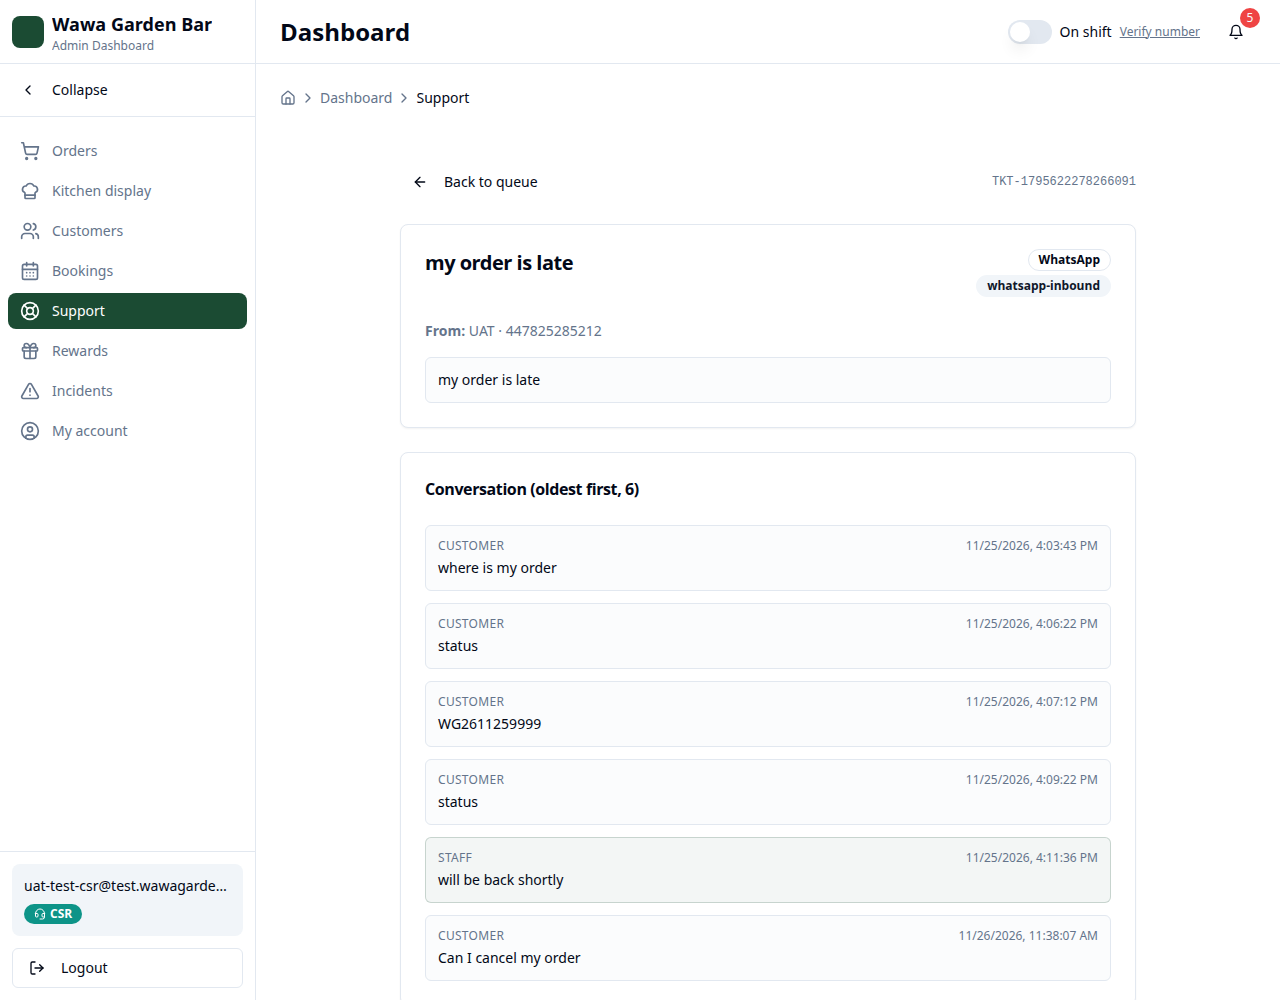 Wawa Garden Bar
Admin Dashboard
Collapse
Orders
Kitchen display
Customers
Bookings
Support
Rewards
Incidents
My account
uat-test-csr@test.wawagarde...
CSR
Logout
Dashboard
On shift
Verify number
5
Dashboard
Support
Back to queue
TKT-1795622278266091
my order is late
WhatsApp
whatsapp-inbound
From: UAT · 447825285212
my order is late
Conversation (oldest first, 6)
CUSTOMER 11/25/2026, 4:03:43 PM
where is my order
CUSTOMER 11/25/2026, 4:06:22 PM
status
CUSTOMER 11/25/2026, 4:07:12 PM
WG2611259999
CUSTOMER 11/25/2026, 4:09:22 PM
status
STAFF 11/25/2026, 4:11:36 PM
will be back shortly
CUSTOMER 11/26/2026, 11:38:07 AM
Can I cancel my order